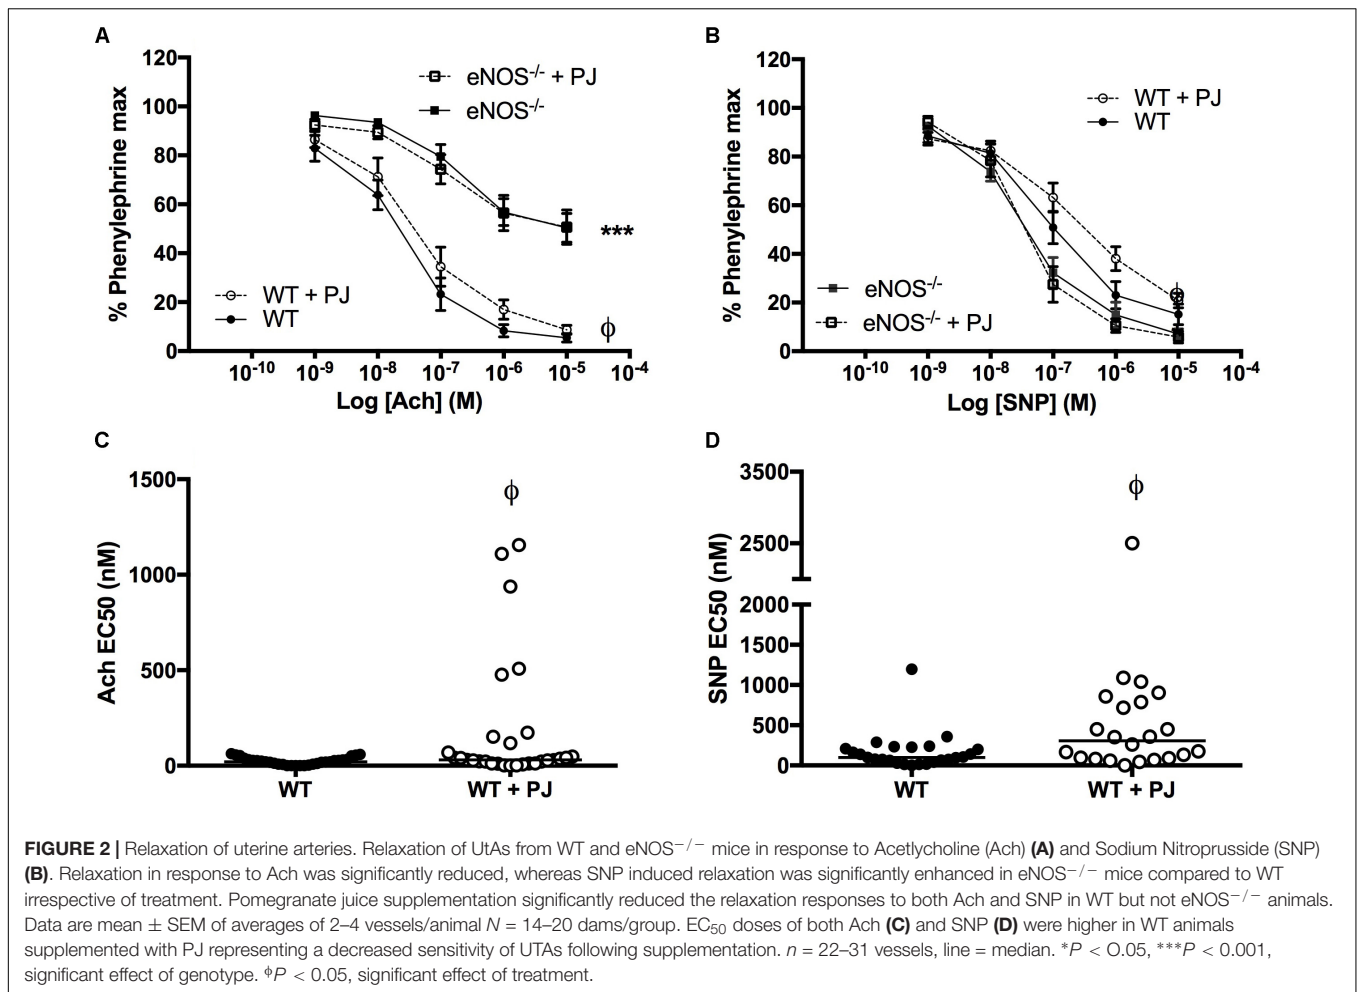 A
120
100
80
60
40
20
0
% Phenylephrine max
eNOS-/- + PJ
eNOS-/-
***
WT + PJ
WT
ϕ
10-10 10-9 10-8 10-7 10-6 10-5 10-4
Log [Ach] (M)
B
120
100
80
60
40
20
0
% Phenylephrine max
WT + PJ
WT
ϕ
eNOS-/-
eNOS-/- + PJ
10-10 10-9 10-8 10-7 10-6 10-5 10-4
Log [SNP] (M)
C
1500
1000
500
0
Ach EC50 (nM)
ϕ
WT WT + PJ
D
3500
2500
2000
1500
1000
500
0
SNP EC50 (nM)
ϕ
WT WT + PJ
FIGURE 2 | Relaxation of uterine arteries. Relaxation of UtAs from WT and eNOS−/− mice in response to Acetlycholine (Ach) (A) and Sodium Nitroprusside (SNP)
(B). Relaxation in response to Ach was significantly reduced, whereas SNP induced relaxation was significantly enhanced in eNOS−/− mice compared to WT
irrespective of treatment. Pomegranate juice supplementation significantly reduced the relaxation responses to both Ach and SNP in WT but not eNOS−/− animals.
Data are mean ± SEM of averages of 2–4 vessels/animal N = 14–20 dams/group. EC50 doses of both Ach (C) and SNP (D) were higher in WT animals
supplemented with PJ representing a decreased sensitivity of UTAs following supplementation. n = 22–31 vessels, line = median. *P < O.05, ***P < 0.001,
significant effect of genotype. ϕP < 0.05, significant effect of treatment.